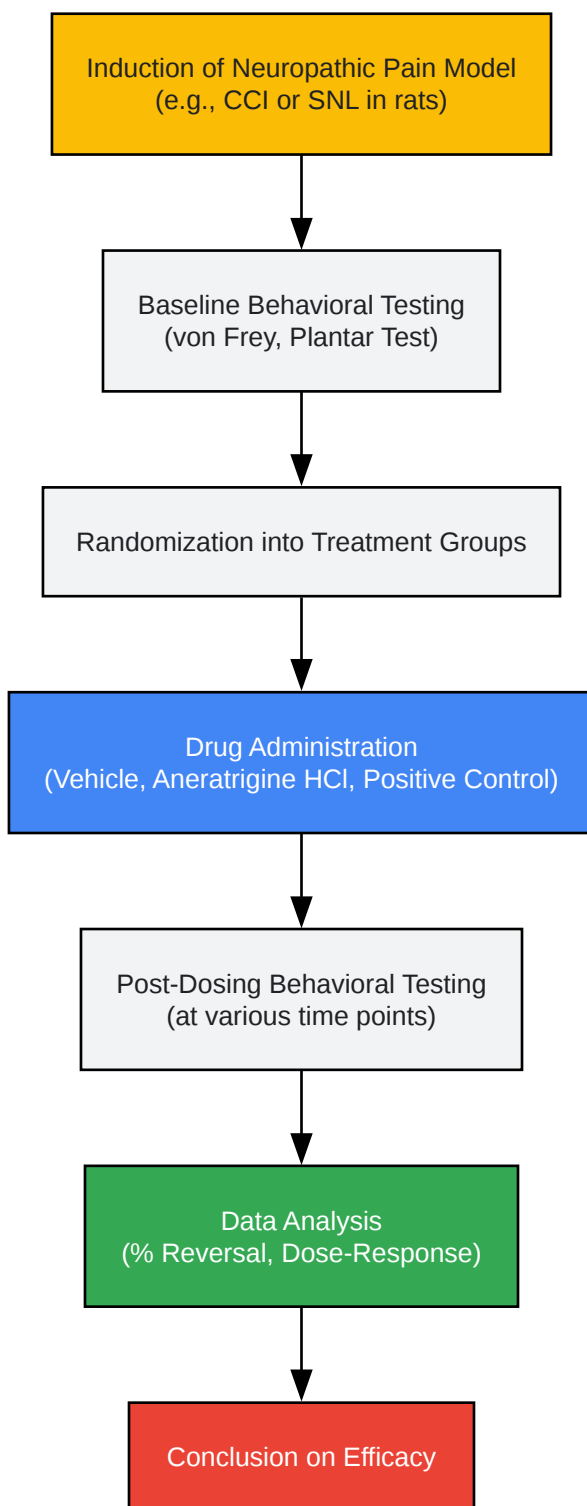 Induction of Neuropathic Pain Model
(e.g., CCI or SNL in rats)
Baseline Behavioral Testing
(von Frey, Plantar Test)
Randomization into Treatment Groups
Drug Administration
(Vehicle, Aneratrigine HCl, Positive Control)
Post-Dosing Behavioral Testing
(at various time points)
Data Analysis
(% Reversal, Dose-Response)
Conclusion on Efficacy